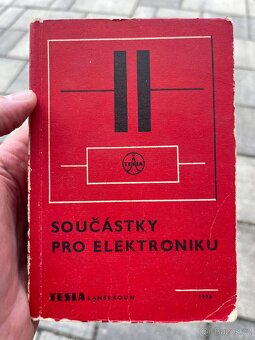 TESLA
SOUČÁSTKY
PRO ELEKTRONIKU
TESLA LANŠKROUN